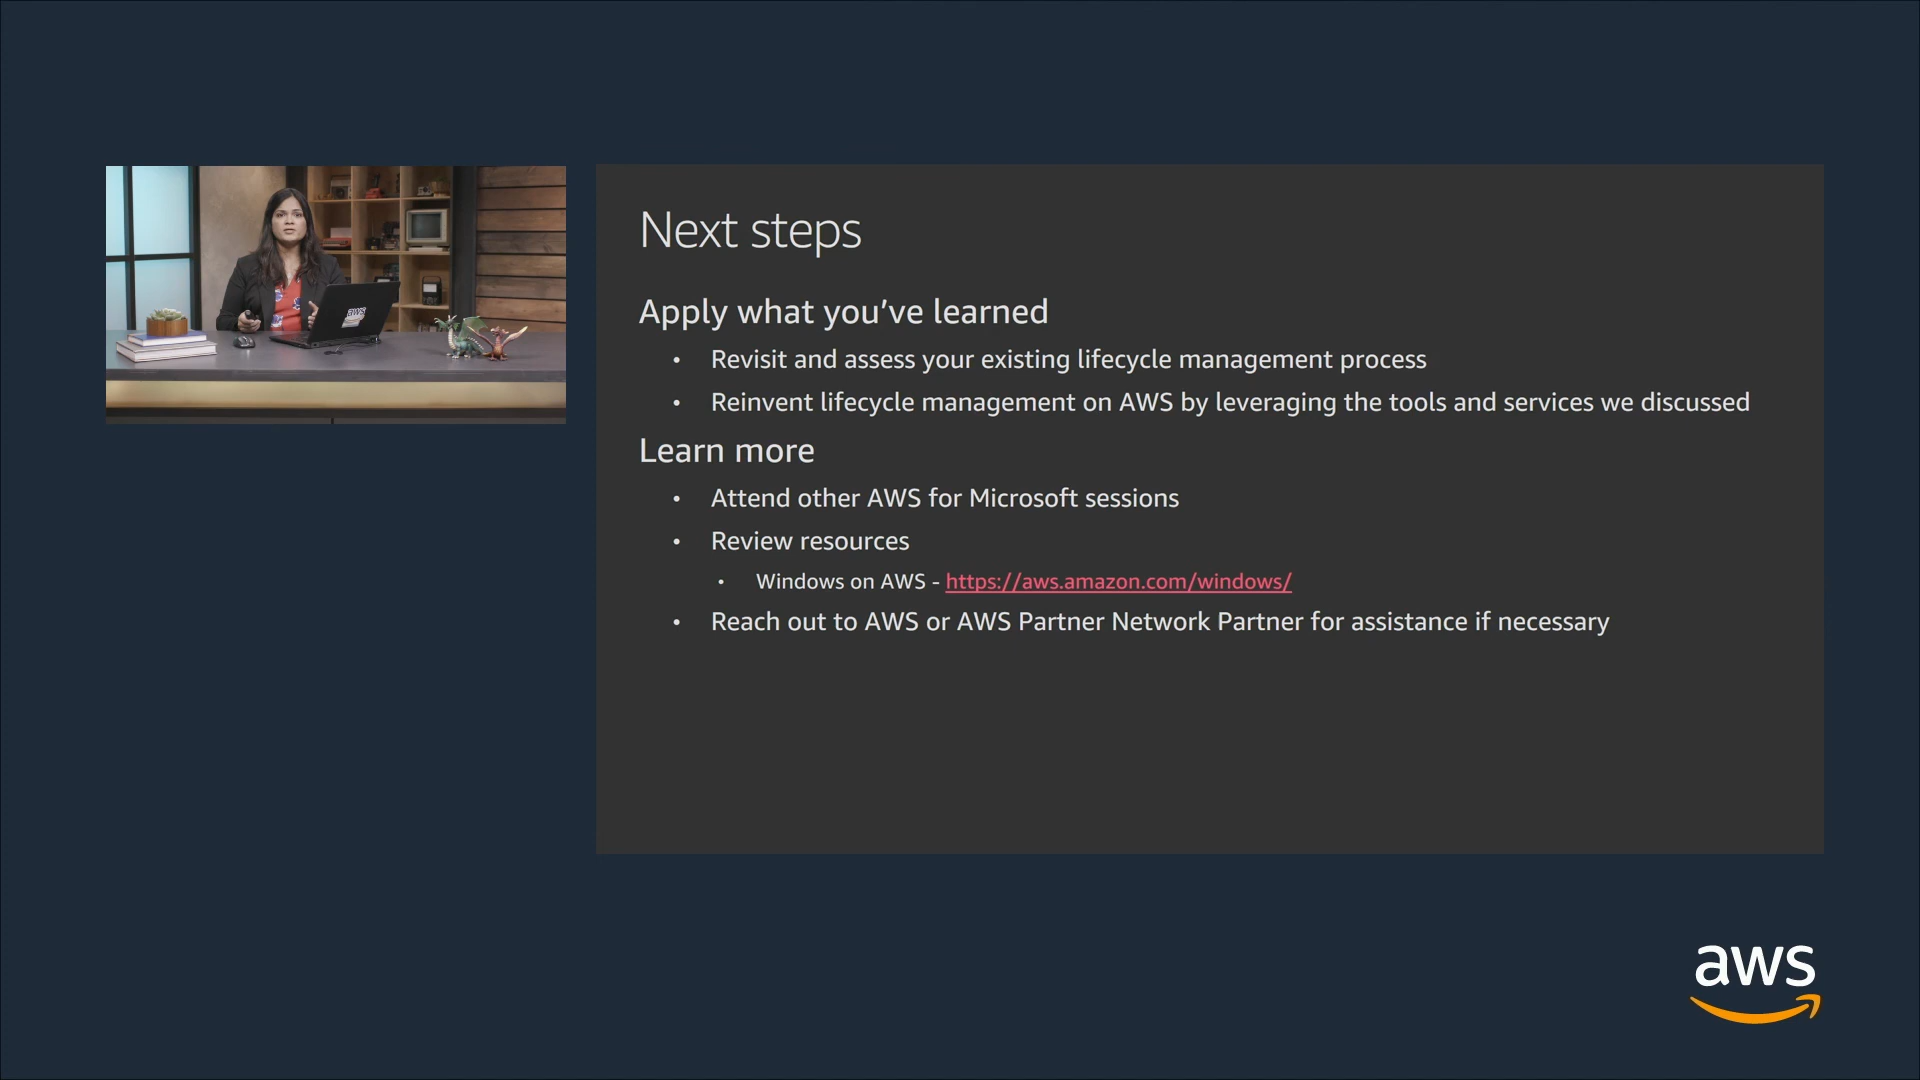 Next steps
Apply what you’ve learned
• Revisit and assess your existing lifecycle management process
• Reinvent lifecycle management on AWS by leveraging the tools and services we discussed
Learn more
• Attend other AWS for Microsoft sessions
• Review resources
• Windows on AWS - https://aws.amazon.com/windows/
• Reach out to AWS or AWS Partner Network Partner for assistance if necessary
aws
aws